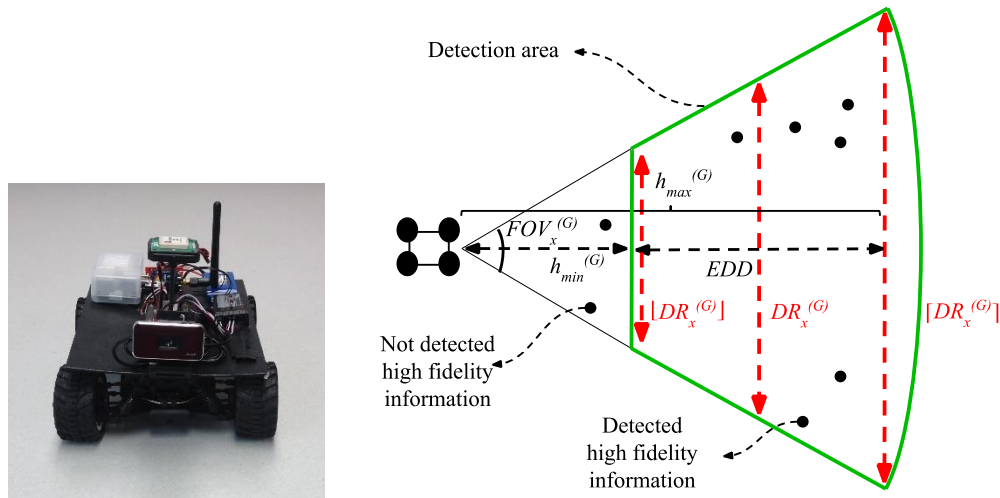 Detection area
h_max^(G)
FOV_x^(G)
h_min^(G)
EDD
⌊DR_x^(G)⌋
DR_x^(G)
⌈DR_x^(G)⌉
Not detected
high fidelity
information
Detected
high fidelity
information